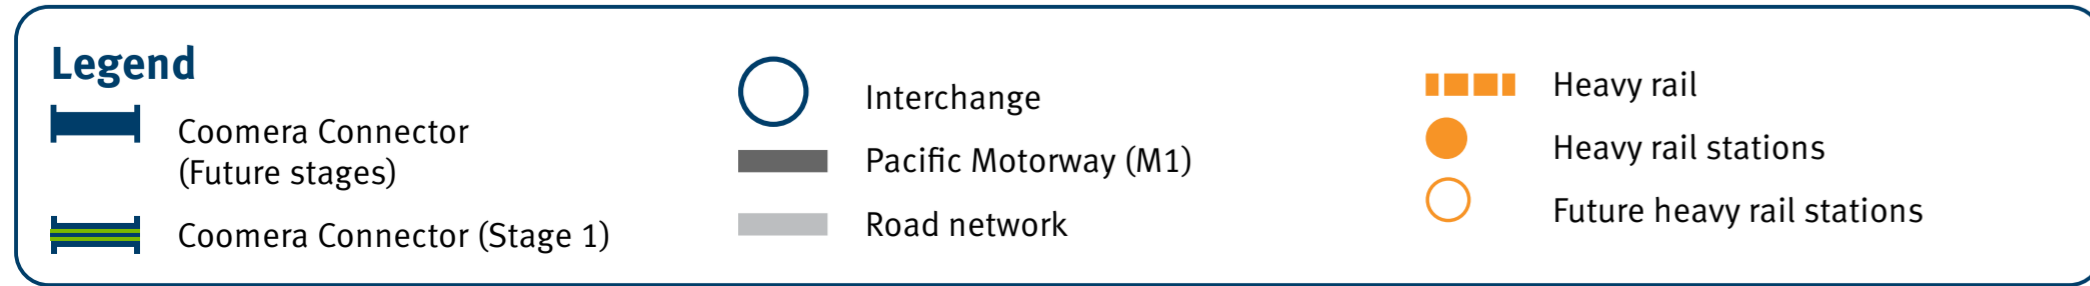 Legend
Coomera Connector
(Future stages)
Coomera Connector (Stage 1)
Interchange
Pacific Motorway (M1)
Road network
Heavy rail
Heavy rail stations
Future heavy rail stations